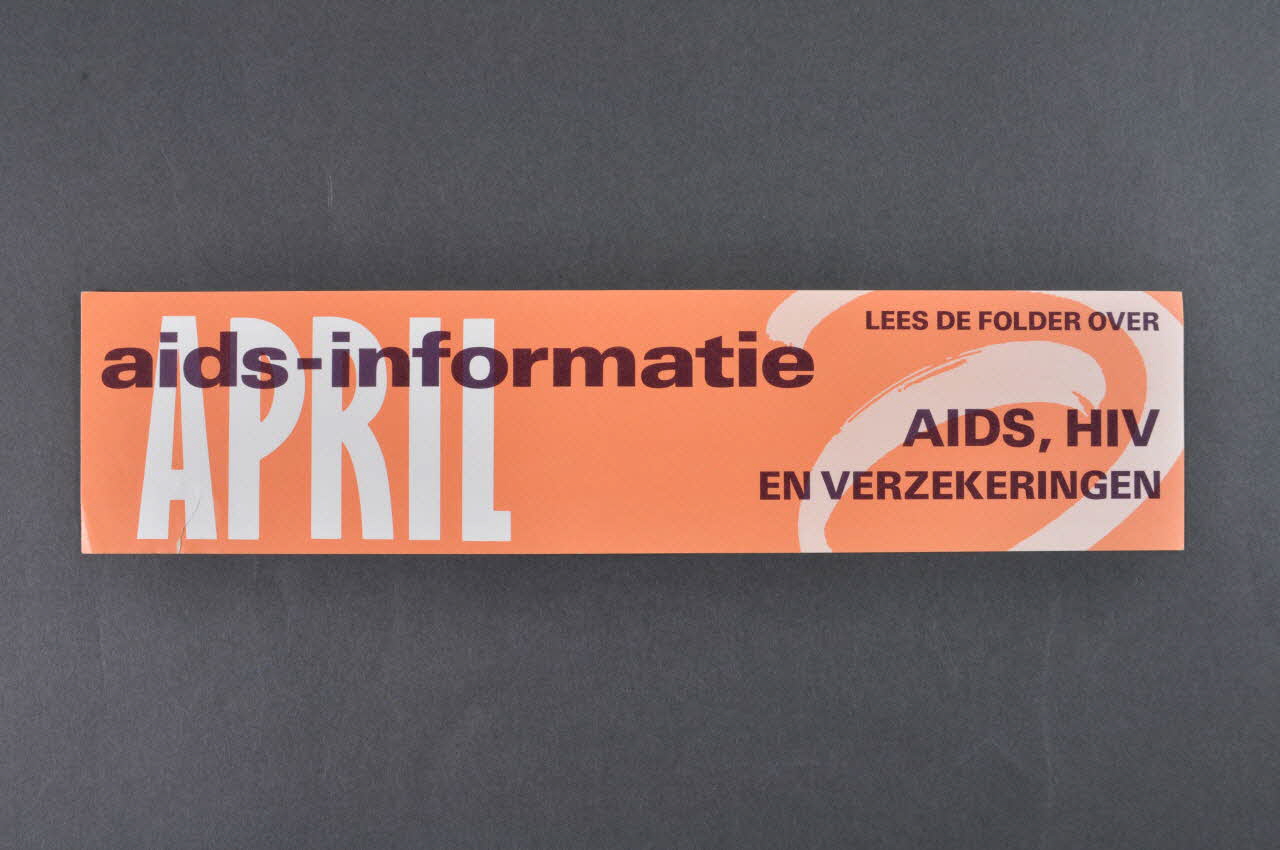 aids-informatie
APRIL
LEES DE FOLDER OVER
AIDS, HIV
EN VERZEKERINGEN